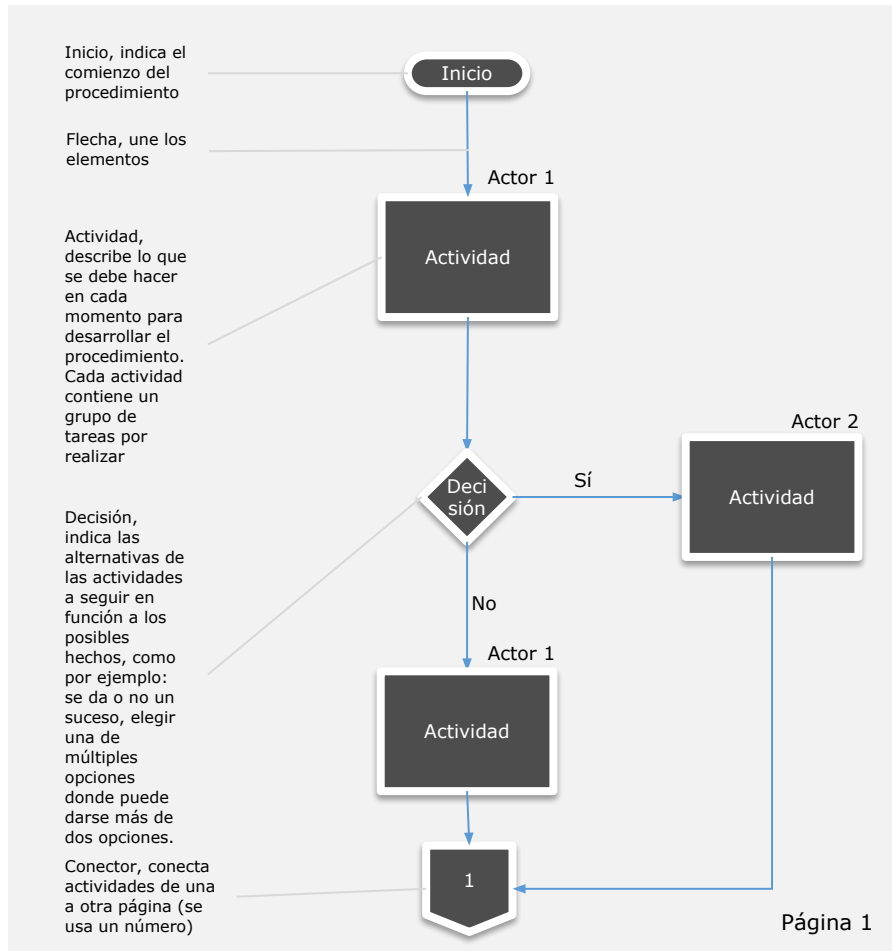 Inicio, indica el
comienzo del
procedimiento
Inicio
Flecha, une los
elementos
Actor 1
Actividad
Actividad,
describe lo que
se debe hacer
en cada
momento para
desarrollar el
procedimiento.
Cada actividad
contiene un
grupo de
tareas por
realizar
Actor 2
Actividad
Deci
sión
Sí
No
Decisión,
indica las
alternativas de
las actividades
a seguir en
función a los
posibles
hechos, como
por ejemplo:
se da o no un
suceso, elegir
una de
múltiples
opciones
donde puede
darse más de
dos opciones.
Actor 1
Actividad
Conector, conecta
actividades de una
a otra página (se
usa un número)
1
Página 1